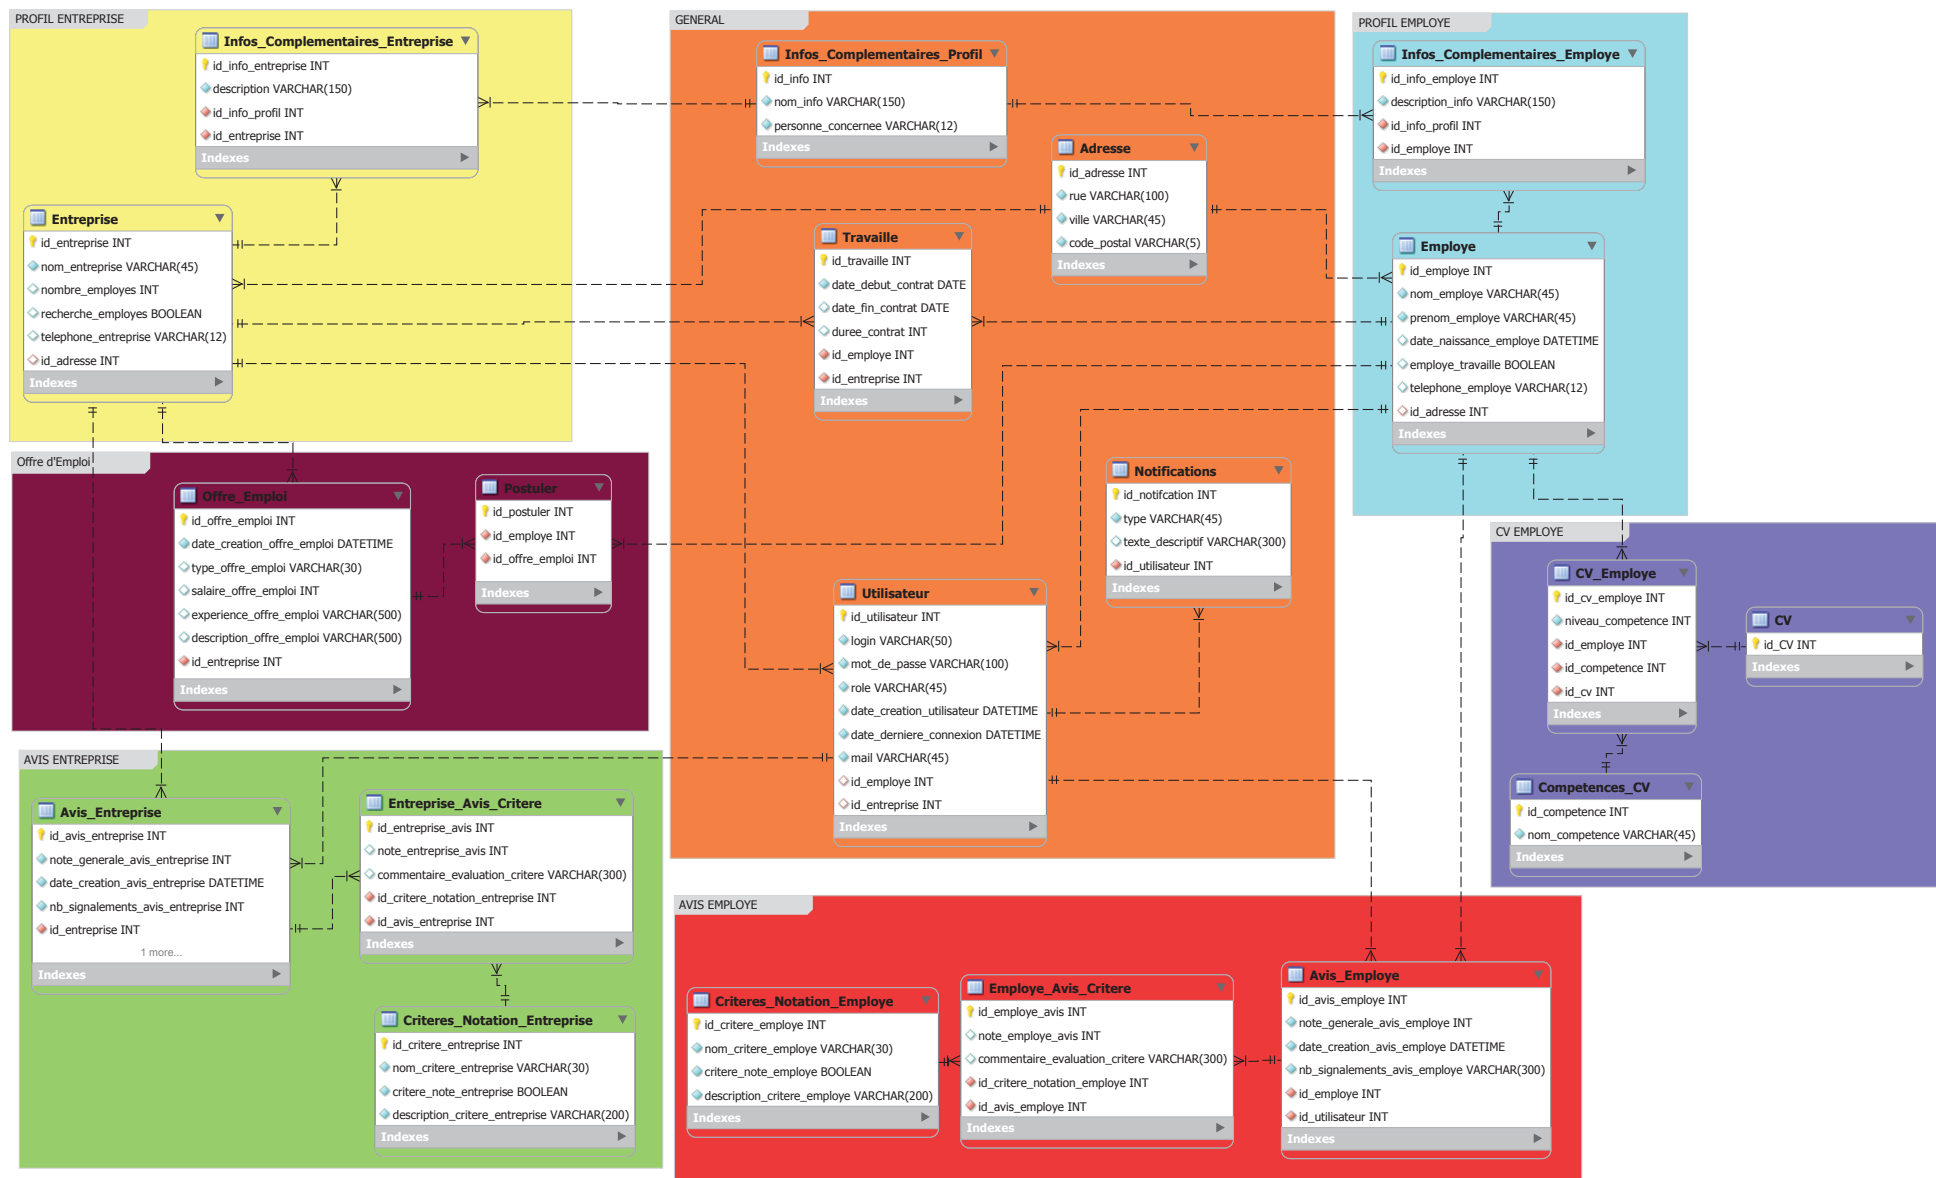 PROFIL ENTREPRISE
Infos_Complementaires_Entreprise
id_info_entreprise INT
description VARCHAR(150)
id_info_profil INT
id_entreprise INT
Indexes
Entreprise
id_entreprise INT
nom_entreprise VARCHAR(45)
nombre_employes INT
recherche_employes BOOLEAN
telephone_entreprise VARCHAR(12)
id_adresse INT
Indexes
GENERAL
Infos_Complementaires_Profil
id_info INT
nom_info VARCHAR(150)
personne_concernee VARCHAR(12)
Indexes
Adresse
id_adresse INT
rue VARCHAR(100)
ville VARCHAR(45)
code_postal VARCHAR(5)
Indexes
Travaille
id_travaille INT
date_debut_contrat DATE
date_fin_contrat DATE
duree_contrat INT
id_employe INT
id_entreprise INT
Indexes
Notifications
id_notifcation INT
type VARCHAR(45)
texte_descriptif VARCHAR(300)
id_utilisateur INT
Indexes
Utilisateur
id_utilisateur INT
login VARCHAR(50)
mot_de_passe VARCHAR(100)
role VARCHAR(45)
date_creation_utilisateur DATETIME
date_derniere_connexion DATETIME
mail VARCHAR(45)
id_employe INT
id_entreprise INT
Indexes
PROFIL EMPLOYE
Infos_Complementaires_Employe
id_info_employe INT
description_info VARCHAR(150)
id_info_profil INT
id_employe INT
Indexes
Employe
id_employe INT
nom_employe VARCHAR(45)
prenom_employe VARCHAR(45)
date_naissance_employe DATETIME
employe_travaille BOOLEAN
telephone_employe VARCHAR(12)
id_adresse INT
Indexes
Offre d'Emploi
Offre_Emploi
id_offre_emploi INT
date_creation_offre_emploi DATETIME
type_offre_emploi VARCHAR(30)
salaire_offre_emploi INT
experience_offre_emploi VARCHAR(500)
description_offre_emploi VARCHAR(500)
id_entreprise INT
Indexes
Postuler
id_postuler INT
id_employe INT
id_offre_emploi INT
Indexes
CV EMPLOYE
CV_Employe
id_cv_employe INT
niveau_competence INT
id_employe INT
id_competence INT
id_cv INT
Indexes
CV
id_CV INT
Indexes
Competences_CV
id_competence INT
nom_competence VARCHAR(45)
Indexes
AVIS ENTREPRISE
Avis_Entreprise
id_avis_entreprise INT
note_generale_avis_entreprise INT
date_creation_avis_entreprise DATETIME
nb_signalements_avis_entreprise INT
id_entreprise INT
1 more...
Indexes
Entreprise_Avis_Critere
id_entreprise_avis INT
note_entreprise_avis INT
commentaire_evaluation_critere VARCHAR(300)
id_critere_notation_entreprise INT
id_avis_entreprise INT
Indexes
Criteres_Notation_Entreprise
id_critere_entreprise INT
nom_critere_entreprise VARCHAR(30)
critere_note_entreprise BOOLEAN
description_critere_entreprise VARCHAR(200)
Indexes
AVIS EMPLOYE
Criteres_Notation_Employe
id_critere_employe INT
nom_critere_employe VARCHAR(30)
critere_note_employe BOOLEAN
description_critere_employe VARCHAR(200)
Indexes
Employe_Avis_Critere
id_employe_avis INT
note_employe_avis INT
commentaire_evaluation_critere VARCHAR(300)
id_critere_notation_employe INT
id_avis_employe INT
Indexes
Avis_Employe
id_avis_employe INT
note_generale_avis_employe INT
date_creation_avis_employe DATETIME
nb_signalements_avis_employe VARCHAR(300)
id_employe INT
id_utilisateur INT
Indexes